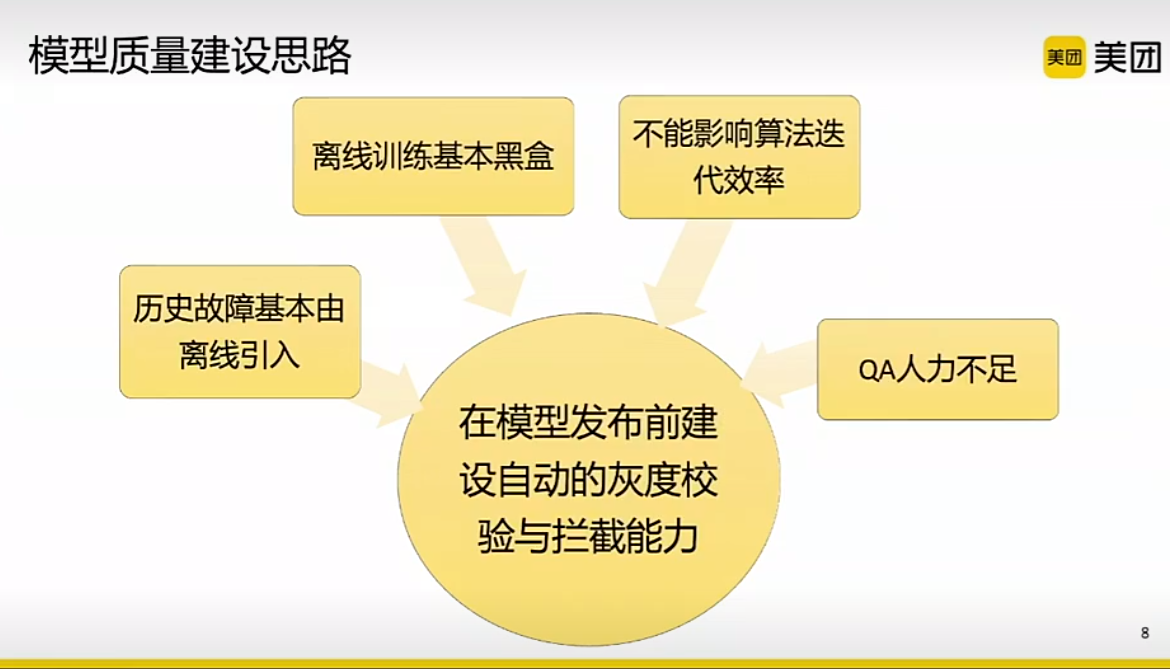 模型质量建设思路
美团 美团
离线训练基本黑盒
不能影响算法迭
代效率
历史故障基本由
离线引入
QA人力不足
在模型发布前建
设自动的灰度校
验与拦截能力
8